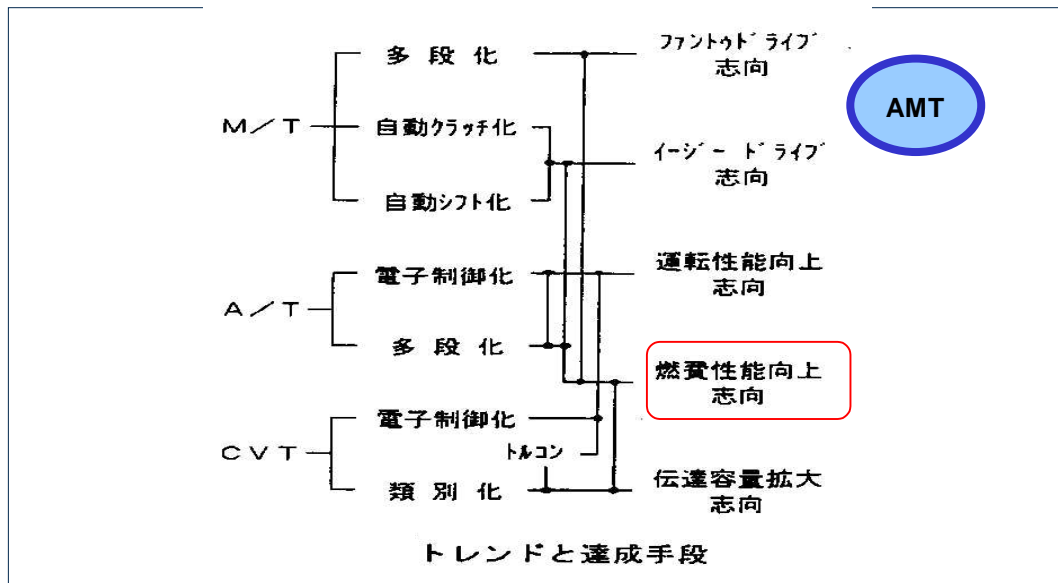 多段化
ファントゥドライブ
志向
AMT
M/T
自動クラッチ化
イージードライブ
志向
自動シフト化
電子制御化
運転性能向上
志向
A/T
多段化
燃費性能向上
志向
電子制御化
CVT
トルコン
類別化
伝達容量拡大
志向
トレンドと達成手段